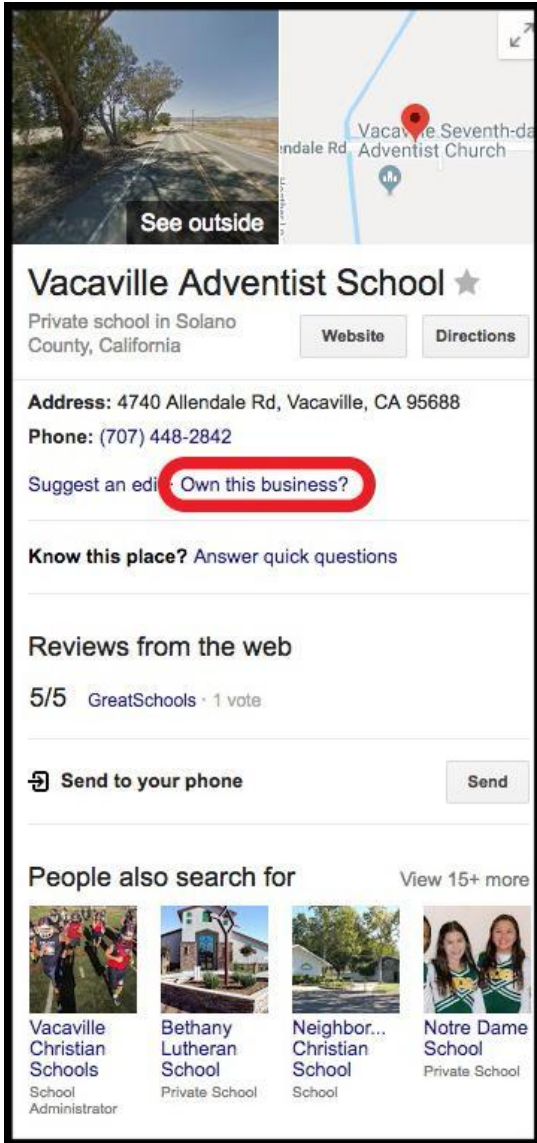 See outside
Vacaville Seventh-da
endale Rd
Adventist Church
Vacaville Adventist School
Private school in Solano
County, California
Website
Directions
Address: 4740 Allendale Rd, Vacaville, CA 95688
Phone: (707) 448-2842
Suggest an edi · Own this business?
Know this place? Answer quick questions
Reviews from the web
5/5 GreatSchools · 1 vote
Send to your phone
Send
People also search for
View 15+ more
Vacaville
Christian
Schools
School
Administrator
Bethany
Lutheran
School
Private School
Neighbor...
Christian
School
School
Notre Dame
School
Private School